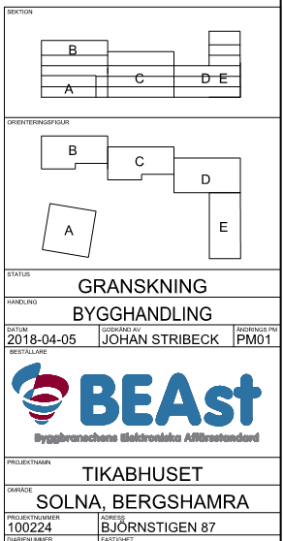 SEKTION
B
A
C
D E
ORIENTERINGSFIGUR
B
C
D
A
E
STATUS
GRANSKNING
HANDLING
BYGGHANDLING
DATUM GODKÄND AV ÄNDRINGS PM
2018-04-05 JOHAN STRIBECK PM01
BESTÄLLARE
BEAst
Byggbranschens Elektroniska Affärsstandard
PROJEKTNAMN
TIKABHUSET
OMRÅDE
SOLNA, BERGSHAMRA
PROJEKTNUMMER ADRESS
100224 BJÖRNSTIGEN 87
DIARIENUMMER FASTIGHET